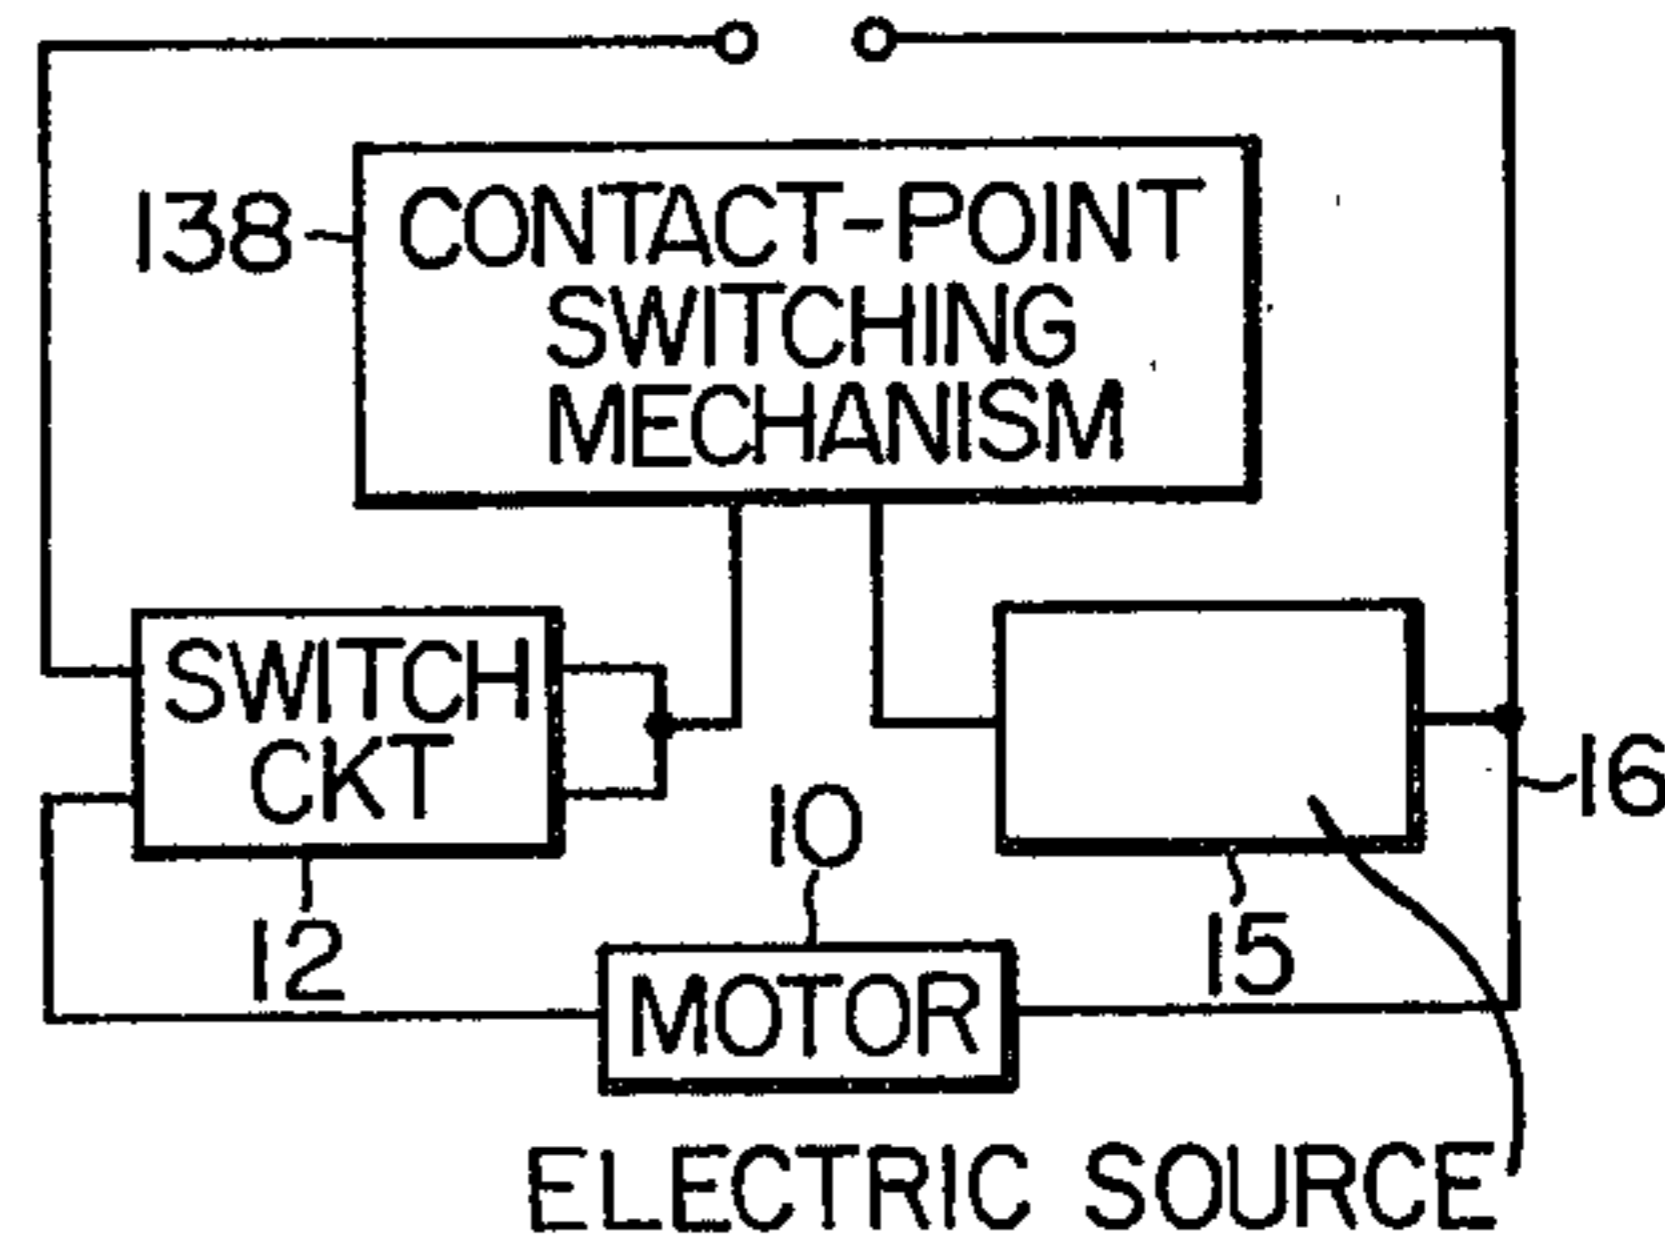 138
CONTACT-POINT
SWITCHING
MECHANISM
SWITCH
CKT
12
10
MOTOR
15
16
ELECTRIC SOURCE